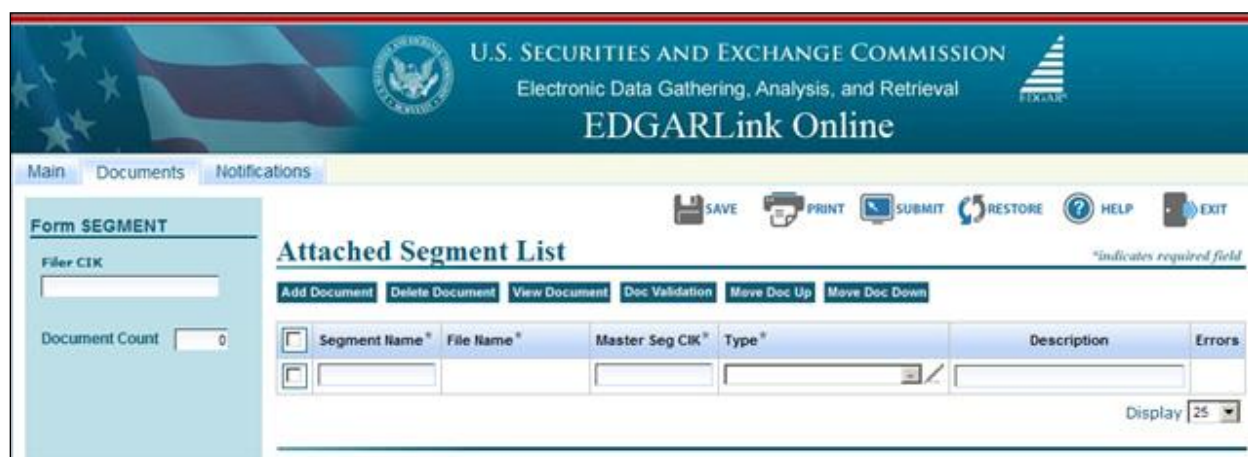 U.S. SECURITIES AND EXCHANGE COMMISSION
Electronic Data Gathering, Analysis, and Retrieval
EDGAR®
EDGARLink Online
Main Documents Notifications
SAVE PRINT SUBMIT RESTORE ? HELP EXIT
Form SEGMENT
Attached Segment List
*indicates required field
Filer CIK
Add Document Delete Document View Document Doc Validation Move Doc Up Move Doc Down
Document Count 0
Segment Name* File Name* Master Seg CIK* Type* Description Errors
Display 25